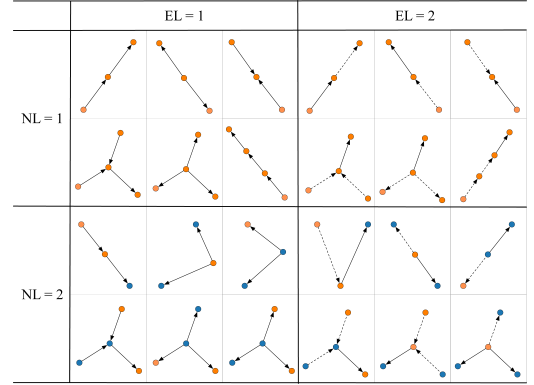 EL = 1
EL = 2
NL = 1
NL = 2